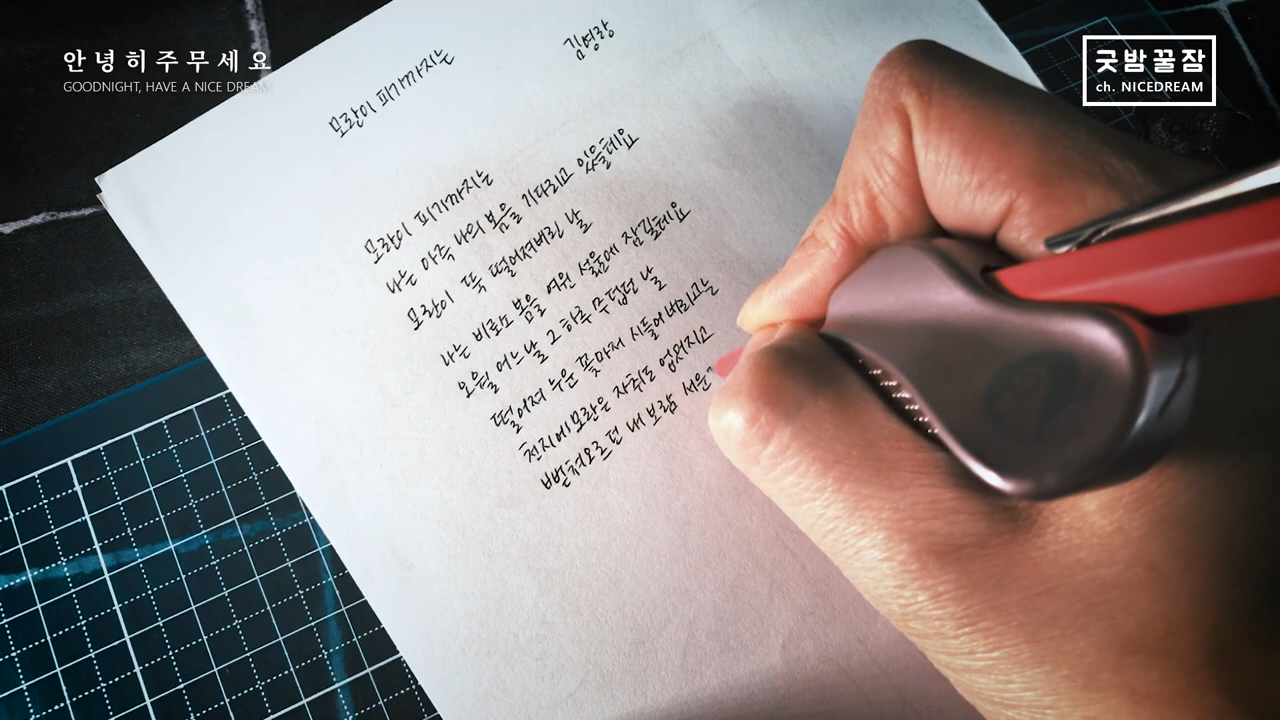 안녕히주무세요
GOODNIGHT, HAVE A NICE DREAM
굿밤꿀잠
ch. NICEDREAM
모란이 피기까지는
김영랑
모란이 피기까지는
나는 아즉 나의 봄을 기다리고 있을테요
모란이 뚝뚝 떨어져버린 날
나는 비로소 봄을 여읜 설움에 잠길테요
오월 어느날 그 하루 무덥던 날
떨어져 누운 꽃마저 시들어 버리고는
천지에 모란은 자취도 없어지고
뻗쳐오르던 내 보람 서운